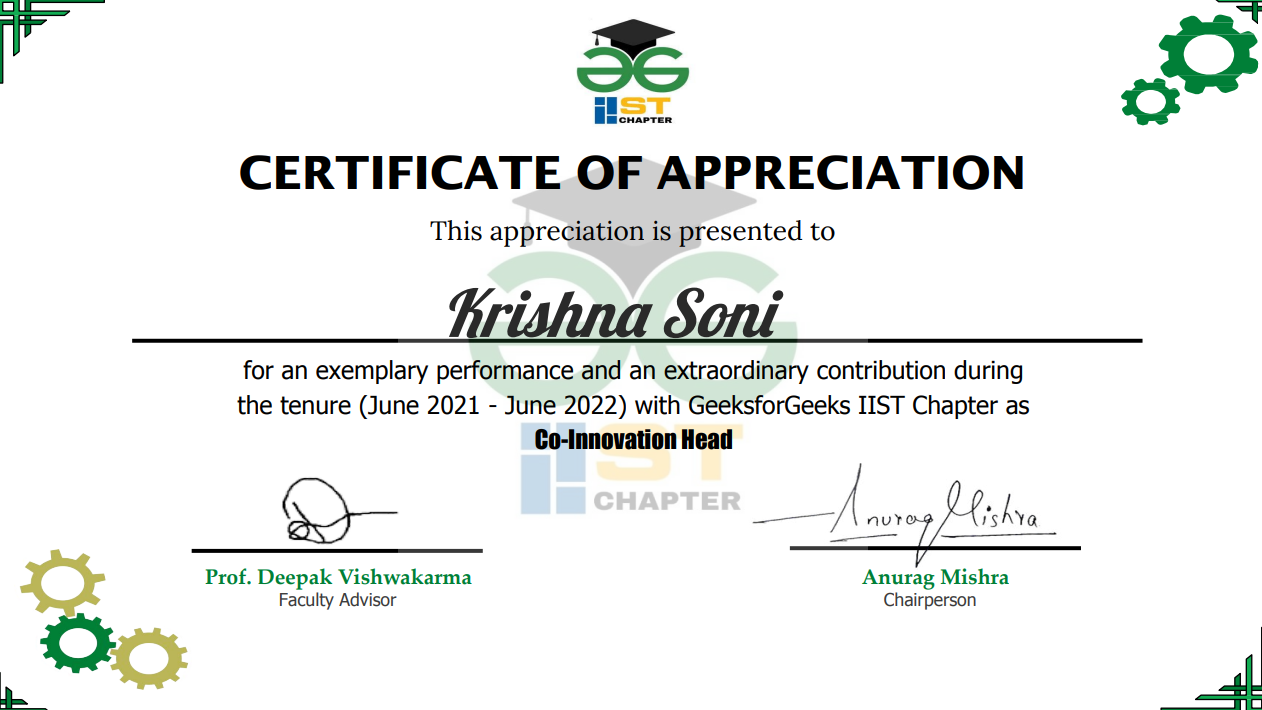 IIST
CHAPTER
CERTIFICATE OF APPRECIATION
This appreciation is presented to
Krishna Soni
for an exemplary performance and an extraordinary contribution during
the tenure (June 2021 - June 2022) with GeeksforGeeks IIST Chapter as
Co-Innovation Head
IIST
CHAPTER
Anurag Mishra
Prof. Deepak Vishwakarma
Faculty Advisor
Anurag Mishra
Chairperson